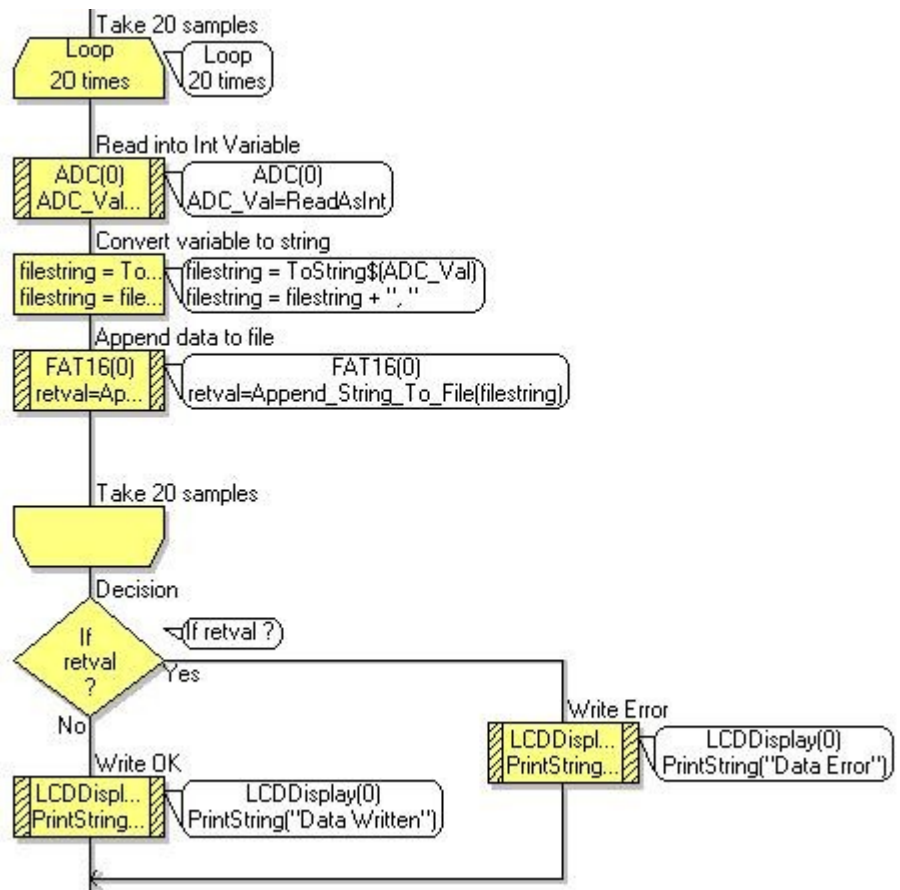 Take 20 samples
Loop
20 times
Loop
20 times
Read into Int Variable
ADC(0)
ADC_Val...
ADC(0)
ADC_Val=ReadAsInt
Convert variable to string
filestring = To...
filestring = file...
filestring = ToString$(ADC_Val)
filestring = filestring + ", "
Append data to file
FAT16(0)
retval=Ap...
FAT16(0)
retval=Append_String_To_File(filestring)
Take 20 samples
Decision
If
retval
?
If retval ?
Yes
No
Write Error
LCDDispl...
PrintString...
LCDDisplay(0)
PrintString("Data Error")
Write OK
LCDDispl...
PrintString...
LCDDisplay(0)
PrintString("Data Written")